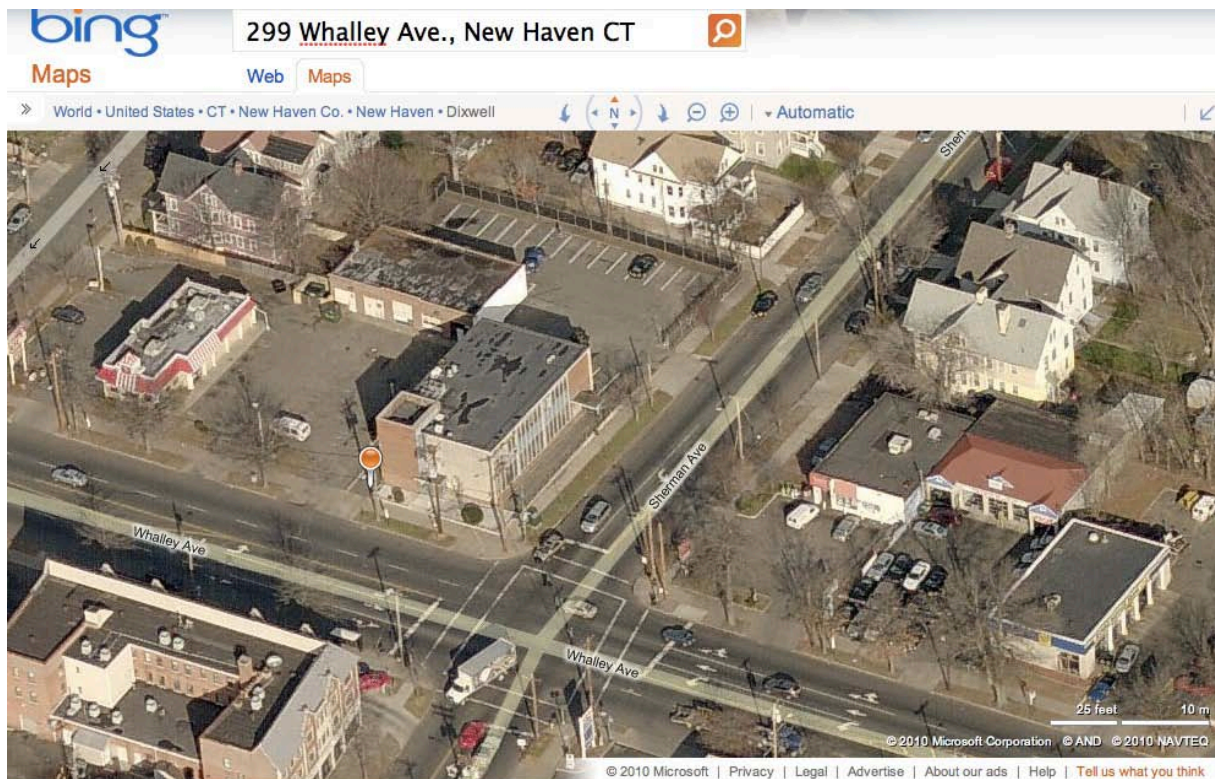 bing
299 Whalley Ave., New Haven CT
Maps
Web Maps
» World • United States • CT • New Haven Co. • New Haven • Dixwell
N
Automatic
Sherm
Sherman Ave
Whalley Ave
Whalley Ave
25 feet 10 m
© 2010 Microsoft Corporation © AND © 2010 NAVTEQ
© 2010 Microsoft | Privacy | Legal | Advertise | About our ads | Help | Tell us what you think